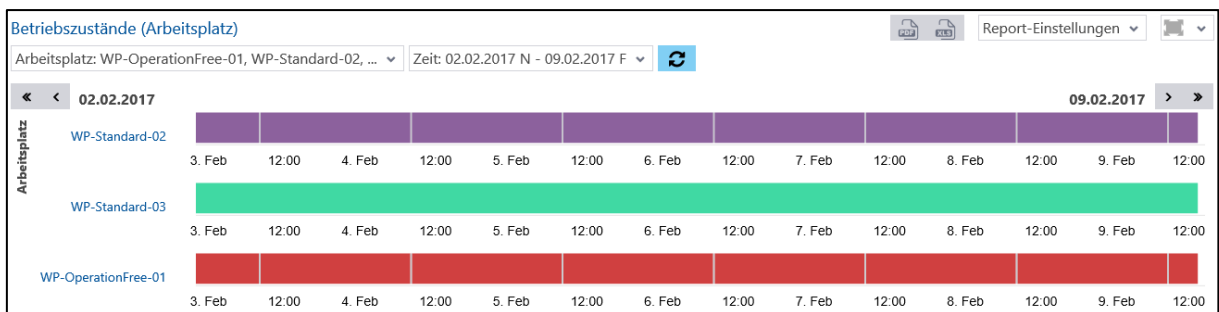 Betriebszustände (Arbeitsplatz)
PDF XLS Report-Einstellungen
Arbeitsplatz: WP-OperationFree-01, WP-Standard-02, ... Zeit: 02.02.2017 N - 09.02.2017 F
« < 02.02.2017 09.02.2017 > »
Arbeitsplatz
WP-Standard-02
3. Feb 12:00 4. Feb 12:00 5. Feb 12:00 6. Feb 12:00 7. Feb 12:00 8. Feb 12:00 9. Feb 12:00
WP-Standard-03
3. Feb 12:00 4. Feb 12:00 5. Feb 12:00 6. Feb 12:00 7. Feb 12:00 8. Feb 12:00 9. Feb 12:00
WP-OperationFree-01
3. Feb 12:00 4. Feb 12:00 5. Feb 12:00 6. Feb 12:00 7. Feb 12:00 8. Feb 12:00 9. Feb 12:00